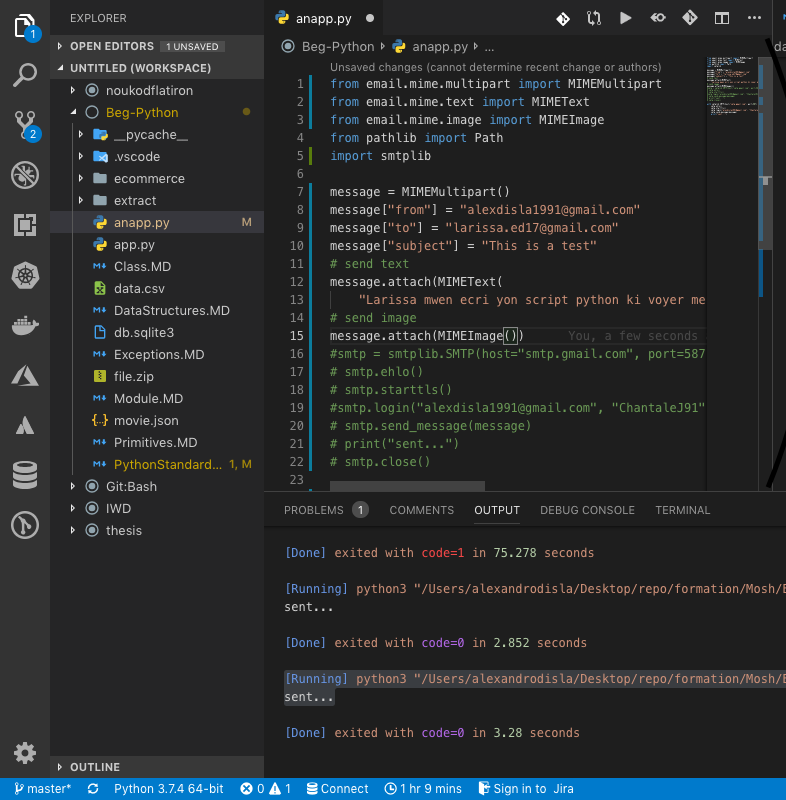 EXPLORER
OPEN EDITORS 1 UNSAVED
UNTITLED (WORKSPACE)
noukodflatiron
Beg-Python
__pycache__
.vscode
ecommerce
extract
anapp.py M
app.py
Class.MD
data.csv
DataStructures.MD
db.sqlite3
Exceptions.MD
file.zip
Module.MD
movie.json
Primitives.MD
PythonStandard... 1, M
Git:Bash
IWD
thesis
OUTLINE
1
2
anapp.py
Beg-Python > anapp.py > ...
Unsaved changes (cannot determine recent change or authors)
1 from email.mime.multipart import MIMEMultipart
2 from email.mime.text import MIMEText
3 from email.mime.image import MIMEImage
4 from pathlib import Path
5 import smtplib
6
7 message = MIMEMultipart()
8 message["from"] = "alexdisla1991@gmail.com"
9 message["to"] = "larissa.ed17@gmail.com"
10 message["subject"] = "This is a test"
11 # send text
12 message.attach(MIMEText(
13 "Larissa mwen ecri yon script python ki voyer me
14 # send image
15 message.attach(MIMEImage()) You, a few seconds
16 #smtp = smtplib.SMTP(host="smtp.gmail.com", port=587
17 # smtp.ehlo()
18 # smtp.starttls()
19 #smtp.login("alexdisla1991@gmail.com", "ChantaleJ91"
20 # smtp.send_message(message)
21 # print("sent...")
22 # smtp.close()
23
PROBLEMS 1 COMMENTS OUTPUT DEBUG CONSOLE TERMINAL
[Done] exited with code=1 in 75.278 seconds
[Running] python3 "/Users/alexandrodisla/Desktop/repo/formation/Mosh/B
sent...
[Done] exited with code=0 in 2.852 seconds
[Running] python3 "/Users/alexandrodisla/Desktop/repo/formation/Mosh/B
sent...
[Done] exited with code=0 in 3.28 seconds
master* Python 3.7.4 64-bit 0 1 Connect 1 hr 9 mins Sign in to Jira